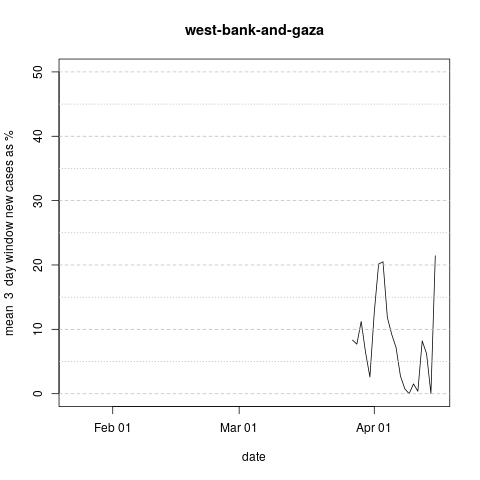 west-bank-and-gaza
mean 3 day window new cases as %
50
40
30
20
10
0
Feb 01
Mar 01
Apr 01
date